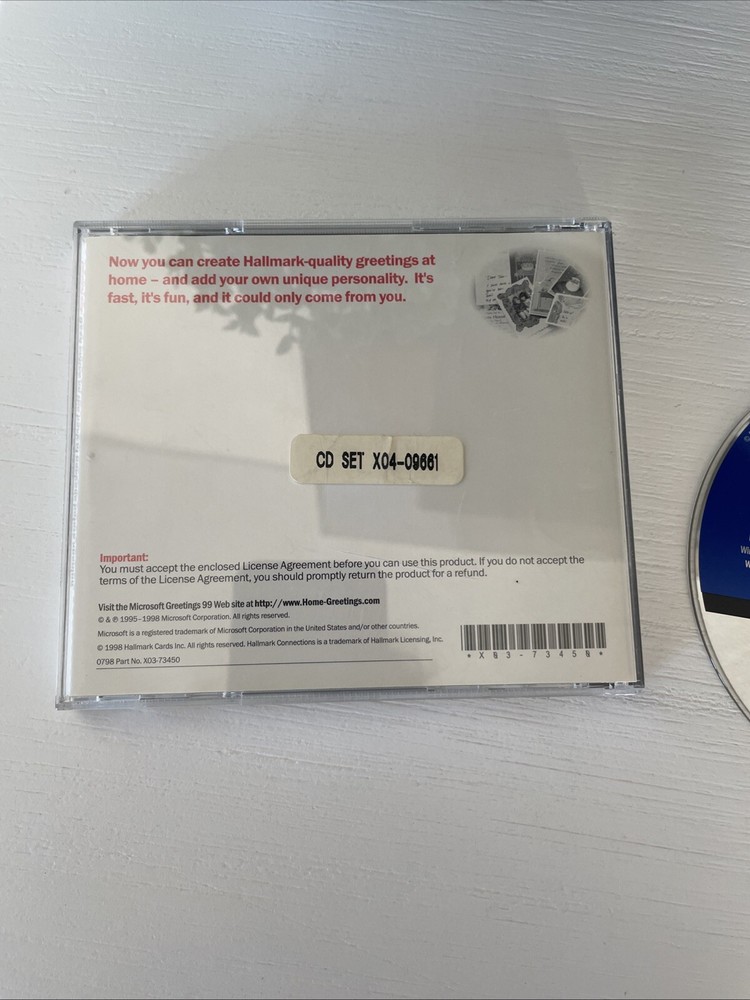 Now you can create Hallmark-quality greetings at
home – and add your own unique personality. It's
fast, it's fun, and it could only come from you.
CD SET X04-09661
Important:
You must accept the enclosed License Agreement before you can use this product. If you do not accept the
terms of the License Agreement, you should promptly return the product for a refund.
Visit the Microsoft Greetings 99 Web site at http://www.Home-Greetings.com
© & ℗ 1995–1998 Microsoft Corporation. All rights reserved.
Microsoft is a registered trademark of Microsoft Corporation in the United States and/or other countries.
© 1998 Hallmark Cards Inc. All rights reserved. Hallmark Connections is a trademark of Hallmark Licensing, Inc.
0798 Part No. X03-73450
*X03-73450*